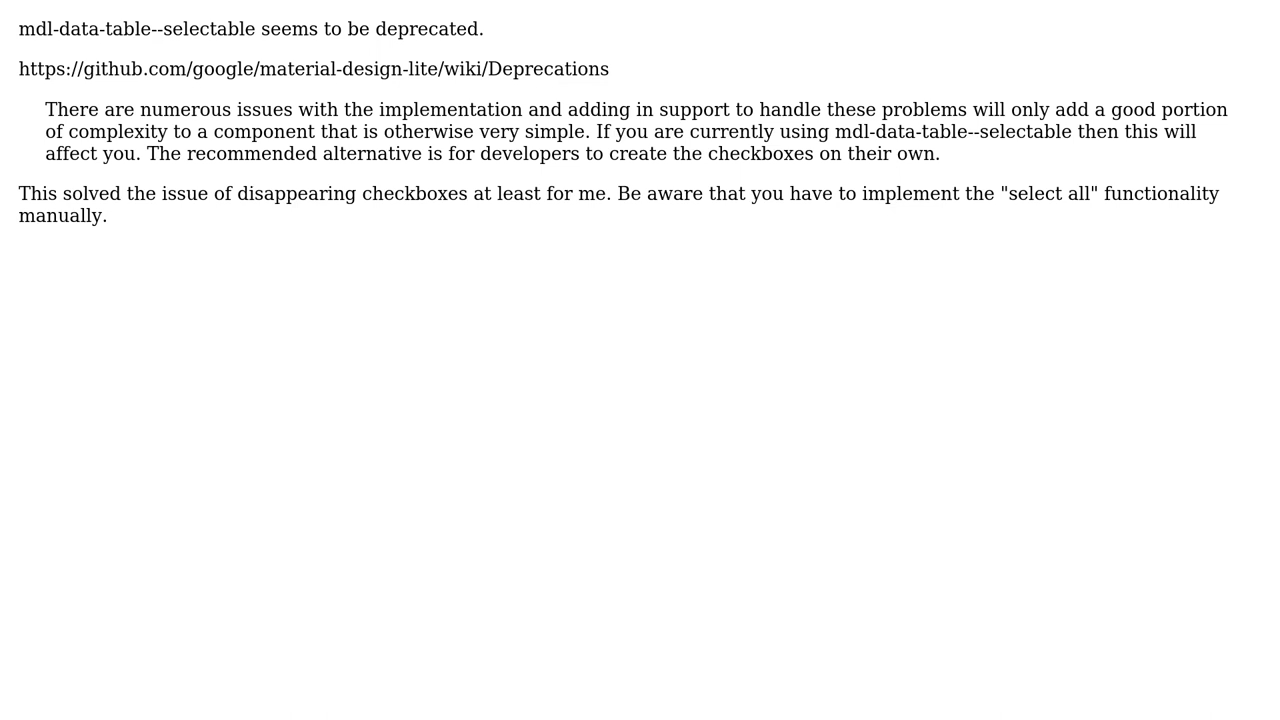 mdl-data-table--selectable seems to be deprecated.
https://github.com/google/material-design-lite/wiki/Deprecations
There are numerous issues with the implementation and adding in support to handle these problems will only add a good portion
of complexity to a component that is otherwise very simple. If you are currently using mdl-data-table--selectable then this will
affect you. The recommended alternative is for developers to create the checkboxes on their own.
This solved the issue of disappearing checkboxes at least for me. Be aware that you have to implement the "select all" functionality
manually.